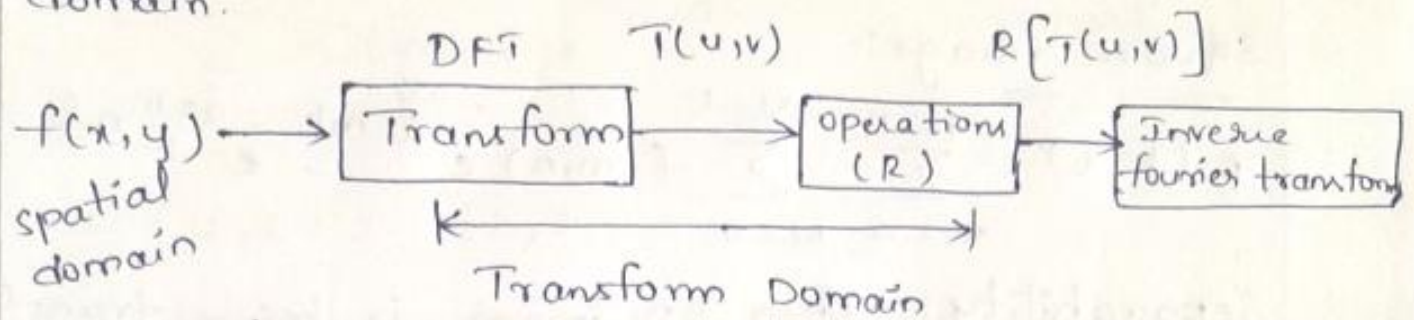 domain.
DFT T(u,v) R[T(u,v)]
f(x,y) Transform operations Inverse
spatial (R) fourier transform
domain
Transform Domain